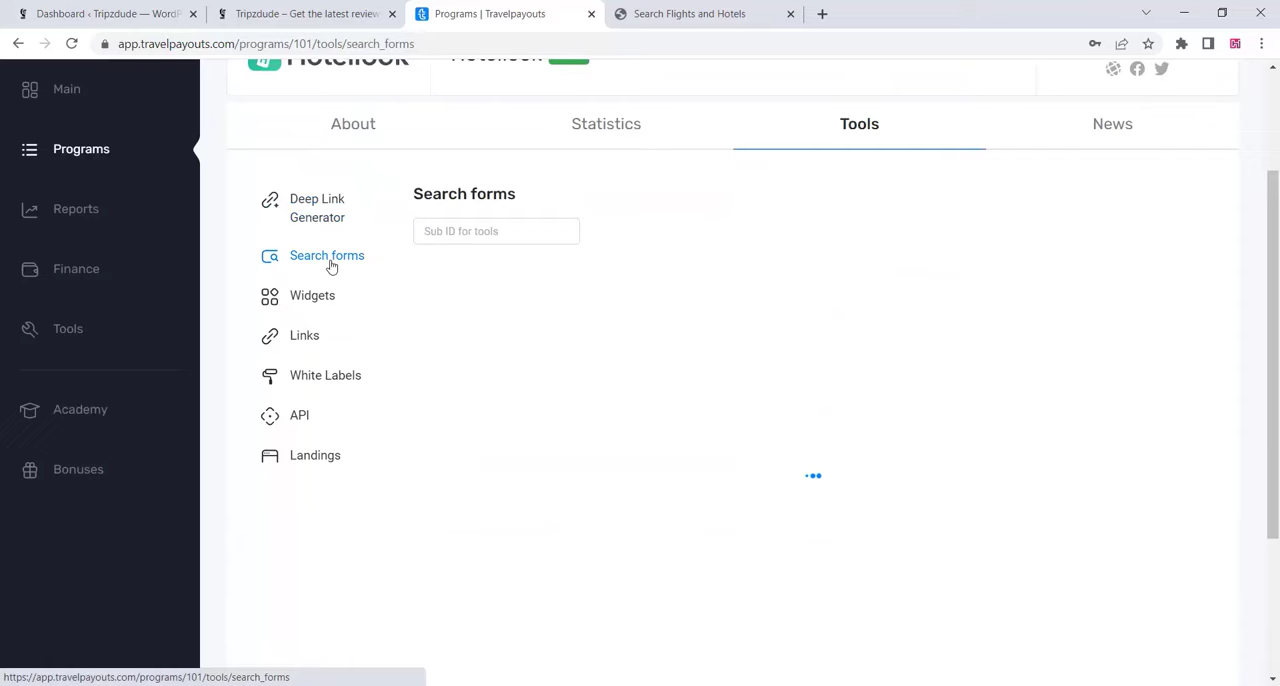 Dashboard ‹ Tripzdude — WordP
Tripzdude – Get the latest review
Programs | Travelpayouts
Search Flights and Hotels
app.travelpayouts.com/programs/101/tools/search_forms
Main
Programs
Reports
Finance
Tools
Academy
Bonuses
Hotellook
Hotellook
About
Statistics
Tools
News
Deep Link
Generator
Search forms
Widgets
Links
White Labels
API
Landings
Search forms
Sub ID for tools
https://app.travelpayouts.com/programs/101/tools/search_forms